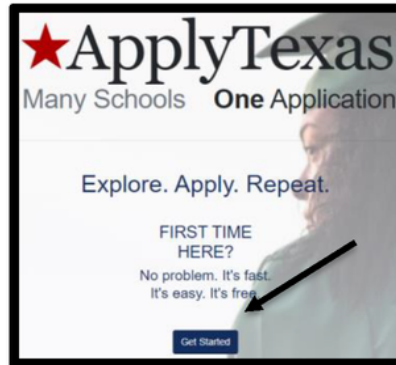 ApplyTexas
Many Schools One Application
Explore. Apply. Repeat.
FIRST TIME
HERE?
No problem. It's fast.
It's easy. It's free.
Get Started